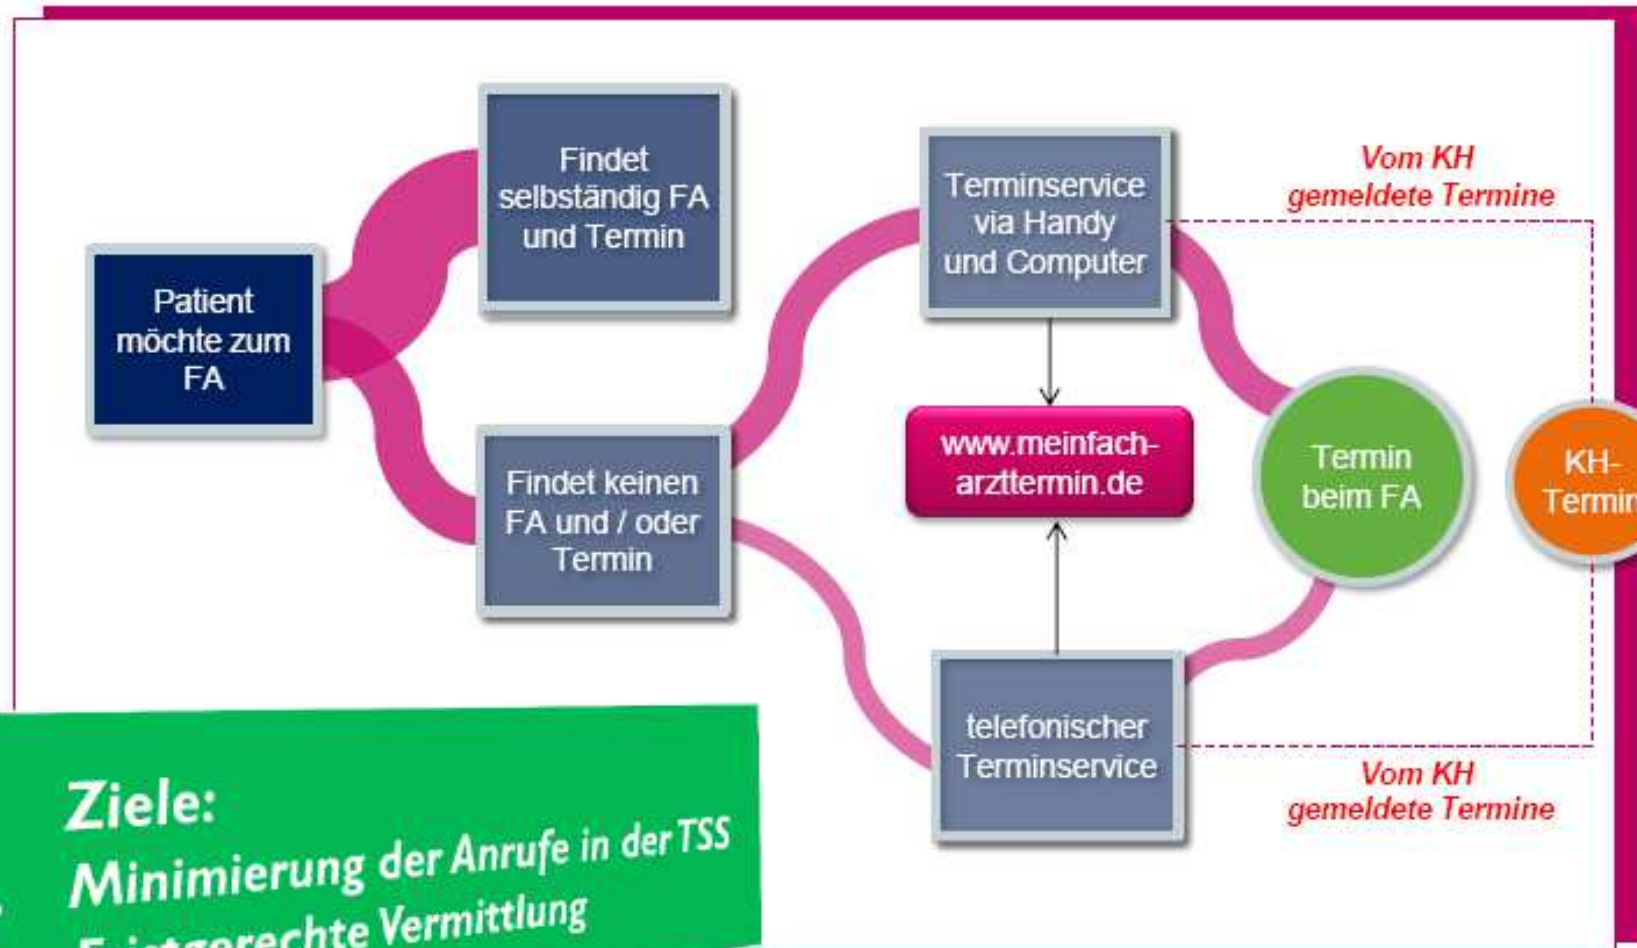 Patient
möchte zum
FA
Findet
selbständig FA
und Termin
Findet keinen
FA und / oder
Termin
Terminservice
via Handy
und Computer
www.meinfach-
arzttermin.de
telefonischer
Terminservice
Vom KH
gemeldete Termine
Termin
beim FA
KH-
Termin
Vom KH
gemeldete Termine
Ziele:
Minimierung der Anrufe in der TSS
Fristgerechte Vermittlung